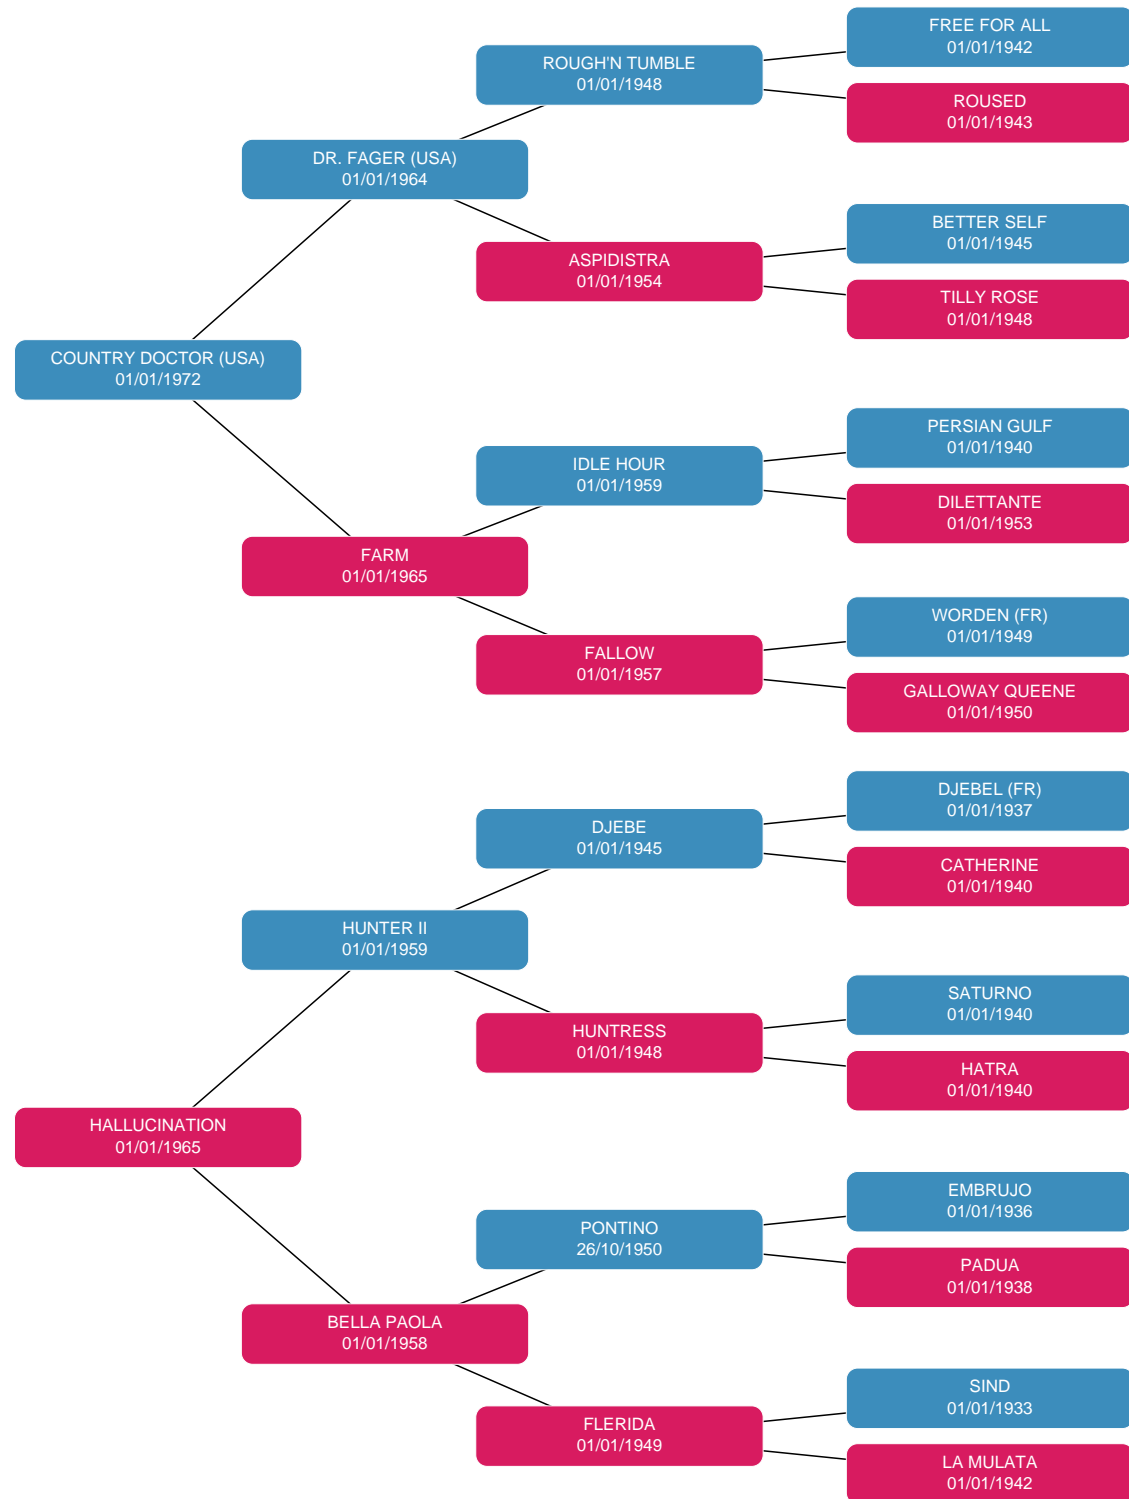 FREE FOR ALL
01/01/1942
ROUGH'N TUMBLE
01/01/1948
ROUSED
01/01/1943
DR. FAGER (USA)
01/01/1964
BETTER SELF
01/01/1945
ASPIDISTRA
01/01/1954
TILLY ROSE
01/01/1948
COUNTRY DOCTOR (USA)
01/01/1972
PERSIAN GULF
01/01/1940
IDLE HOUR
01/01/1959
DILETTANTE
01/01/1953
FARM
01/01/1965
WORDEN (FR)
01/01/1949
FALLOW
01/01/1957
GALLOWAY QUEENE
01/01/1950
DJEBEL (FR)
01/01/1937
DJEBE
01/01/1945
CATHERINE
01/01/1940
HUNTER II
01/01/1959
SATURNO
01/01/1940
HUNTRESS
01/01/1948
HATRA
01/01/1940
HALLUCINATION
01/01/1965
EMBRUJO
01/01/1936
PONTINO
26/10/1950
PADUA
01/01/1938
BELLA PAOLA
01/01/1958
SIND
01/01/1933
FLERIDA
01/01/1949
LA MULATA
01/01/1942